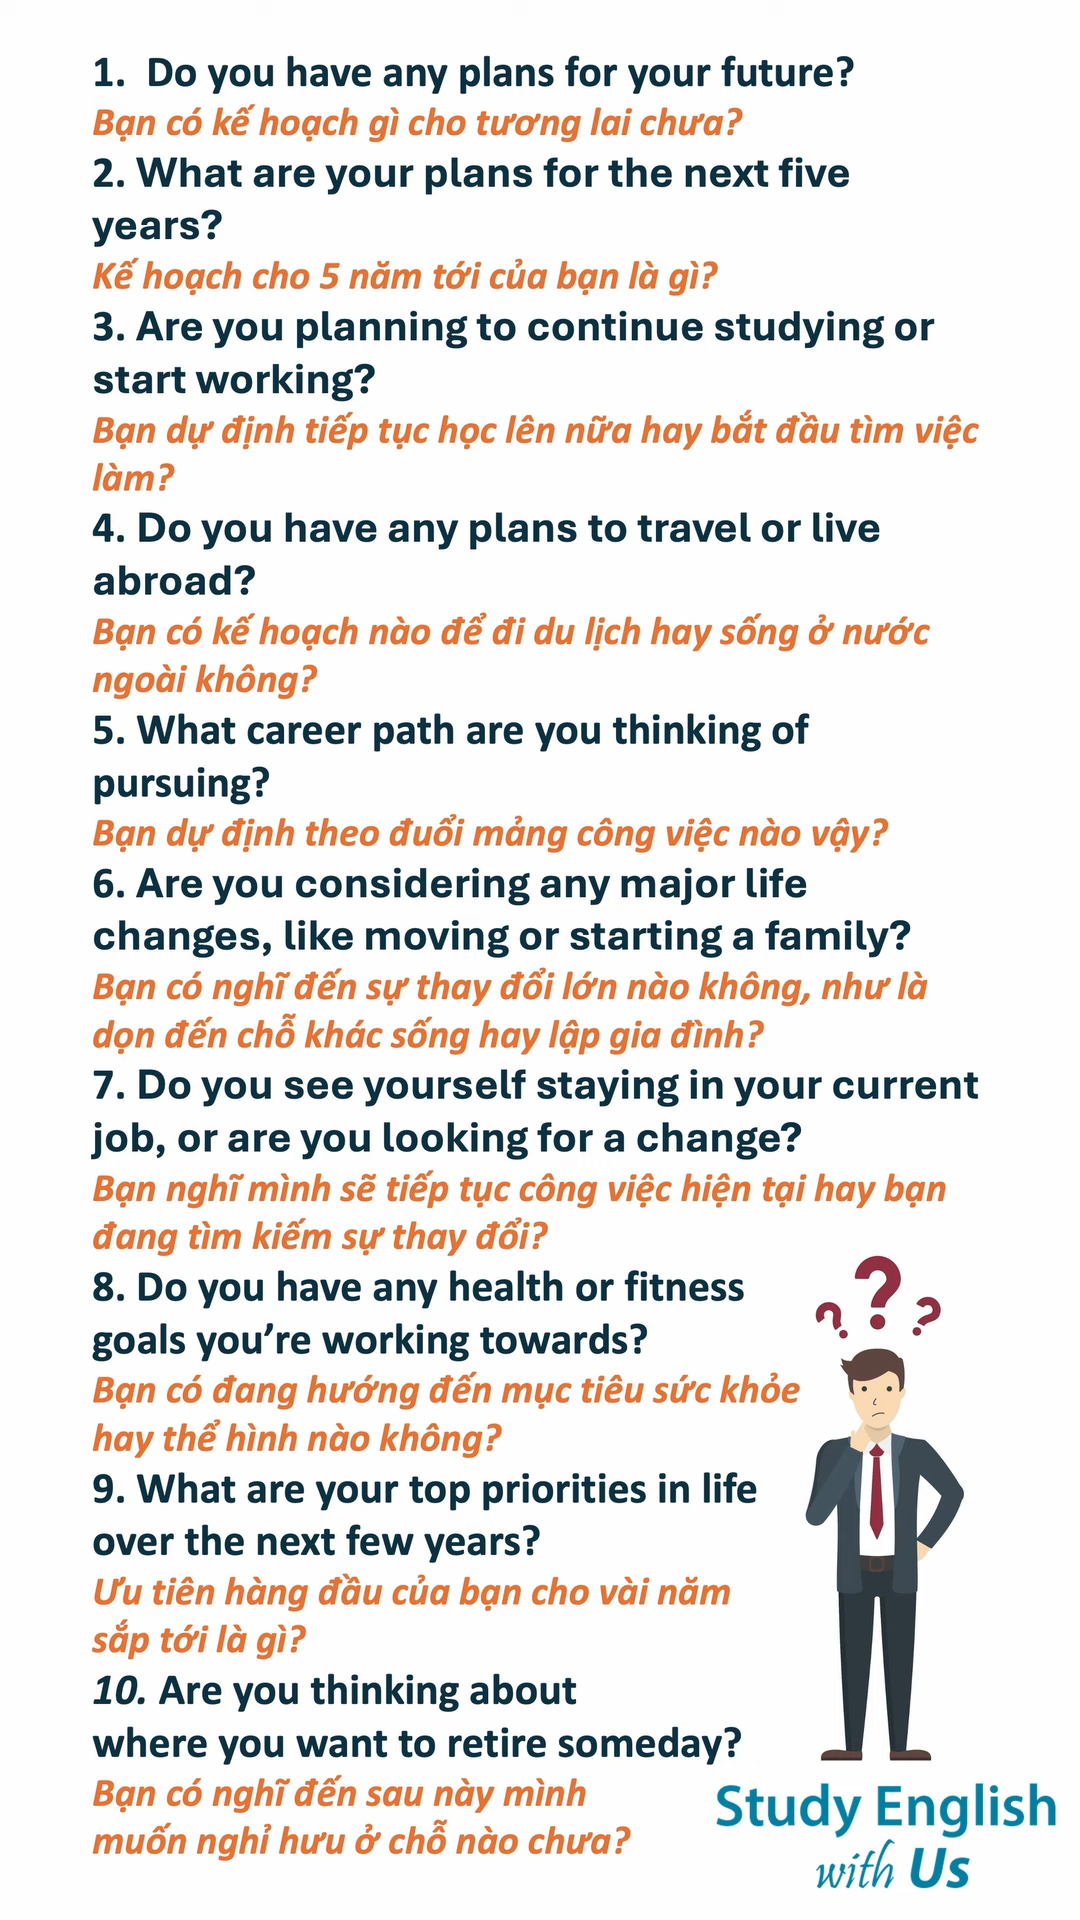 1. Do you have any plans for your future?
Bạn có kế hoạch gì cho tương lai chưa?
2. What are your plans for the next five
years?
Kế hoạch cho 5 năm tới của bạn là gì?
3. Are you planning to continue studying or
start working?
Bạn dự định tiếp tục học lên nữa hay bắt đầu tìm việc
làm?
4. Do you have any plans to travel or live
abroad?
Bạn có kế hoạch nào để đi du lịch hay sống ở nước
ngoài không?
5. What career path are you thinking of
pursuing?
Bạn dự định theo đuổi mảng công việc nào vậy?
6. Are you considering any major life
changes, like moving or starting a family?
Bạn có nghĩ đến sự thay đổi lớn nào không, như là
dọn đến chỗ khác sống hay lập gia đình?
7. Do you see yourself staying in your current
job, or are you looking for a change?
Bạn nghĩ mình sẽ tiếp tục công việc hiện tại hay bạn
đang tìm kiếm sự thay đổi?
8. Do you have any health or fitness
goals you’re working towards?
Bạn có đang hướng đến mục tiêu sức khỏe
hay thể hình nào không?
9. What are your top priorities in life
over the next few years?
Ưu tiên hàng đầu của bạn cho vài năm
sắp tới là gì?
10. Are you thinking about
where you want to retire someday?
Bạn có nghĩ đến sau này mình
muốn nghỉ hưu ở chỗ nào chưa?
? ? ?
Study English
with Us